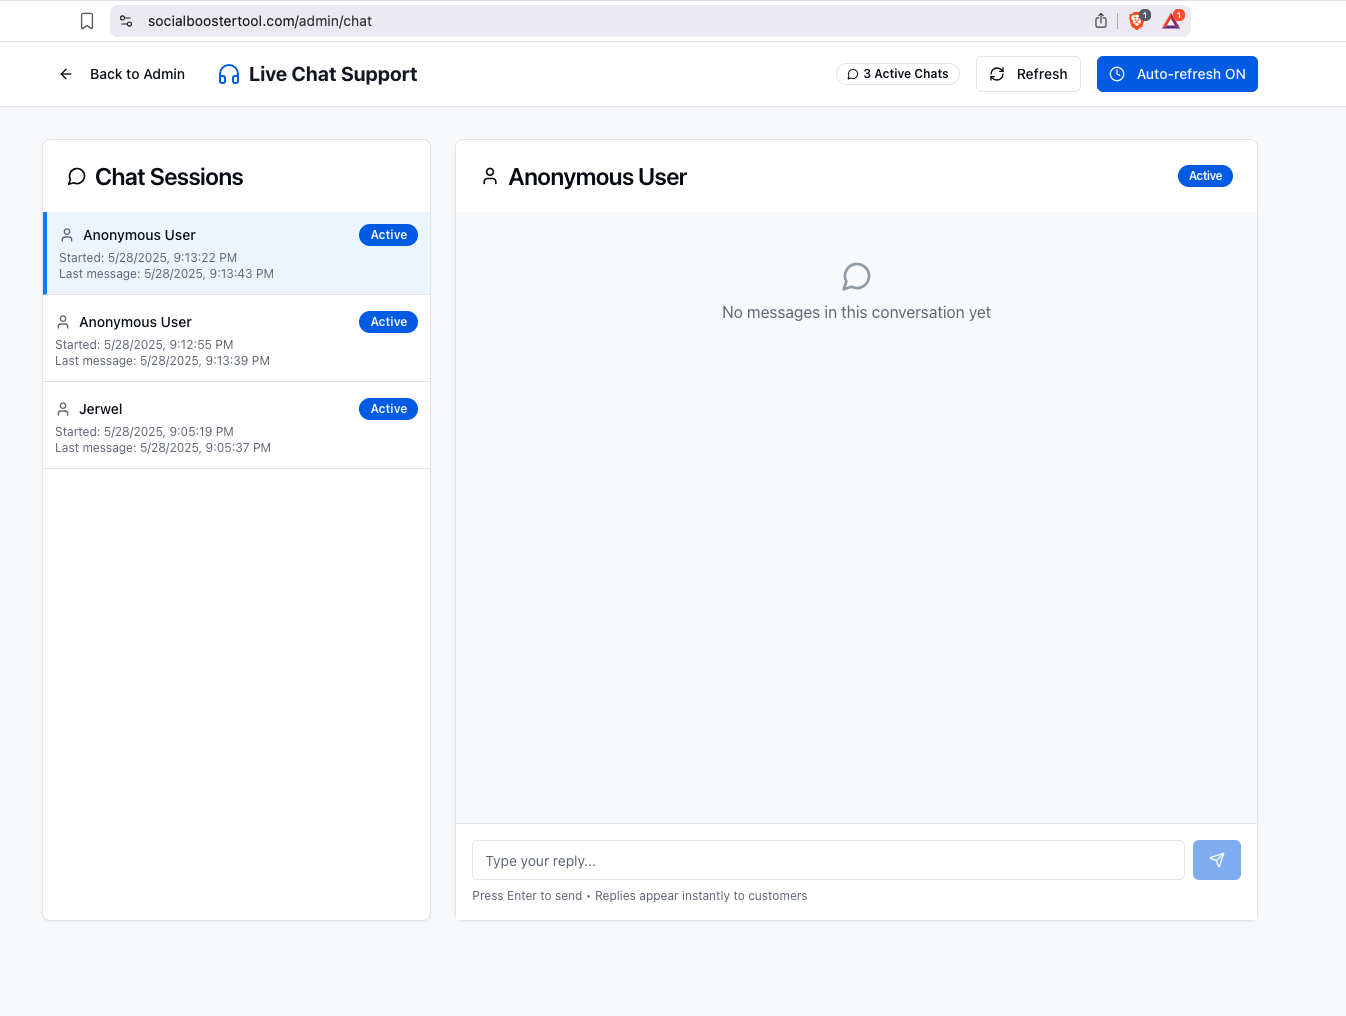 socialboostertool.com/admin/chat
1
1
Back to Admin
Live Chat Support
3 Active Chats
Refresh
Auto-refresh ON
Chat Sessions
Anonymous User
Active
Started: 5/28/2025, 9:13:22 PM
Last message: 5/28/2025, 9:13:43 PM
Anonymous User
Active
Started: 5/28/2025, 9:12:55 PM
Last message: 5/28/2025, 9:13:39 PM
Jerwel
Active
Started: 5/28/2025, 9:05:19 PM
Last message: 5/28/2025, 9:05:37 PM
Anonymous User
Active
No messages in this conversation yet
Type your reply...
Press Enter to send • Replies appear instantly to customers